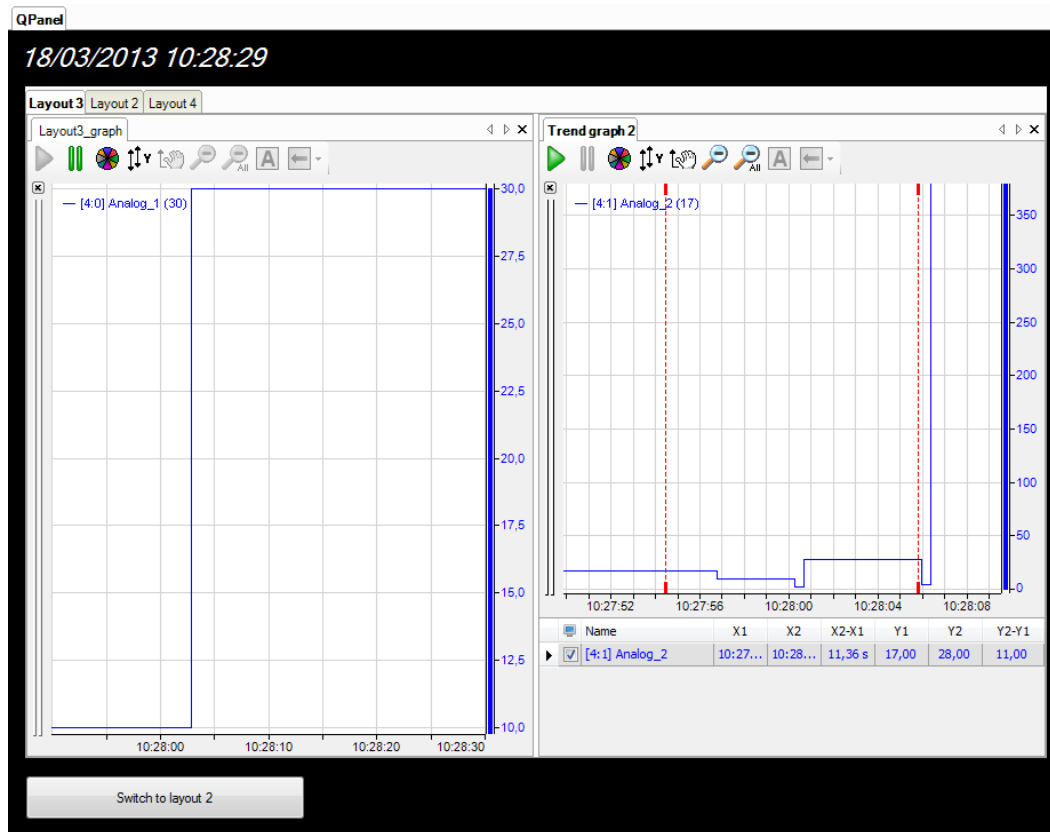 QPanel
18/03/2013 10:28:29
Layout 3 Layout 2 Layout 4
Layout3_graph
Y
All
A
[4:0] Analog_1 (30)
30,0
27,5
25,0
22,5
20,0
17,5
15,0
12,5
10,0
10:28:00 10:28:10 10:28:20 10:28:30
Trend graph 2
Y
All
A
[4:1] Analog_2 (17)
350
300
250
200
150
100
50
0
10:27:52 10:27:56 10:28:00 10:28:04 10:28:08
Name X1 X2 X2-X1 Y1 Y2 Y2-Y1
[4:1] Analog_2 10:27... 10:28... 11,36 s 17,00 28,00 11,00
Switch to layout 2